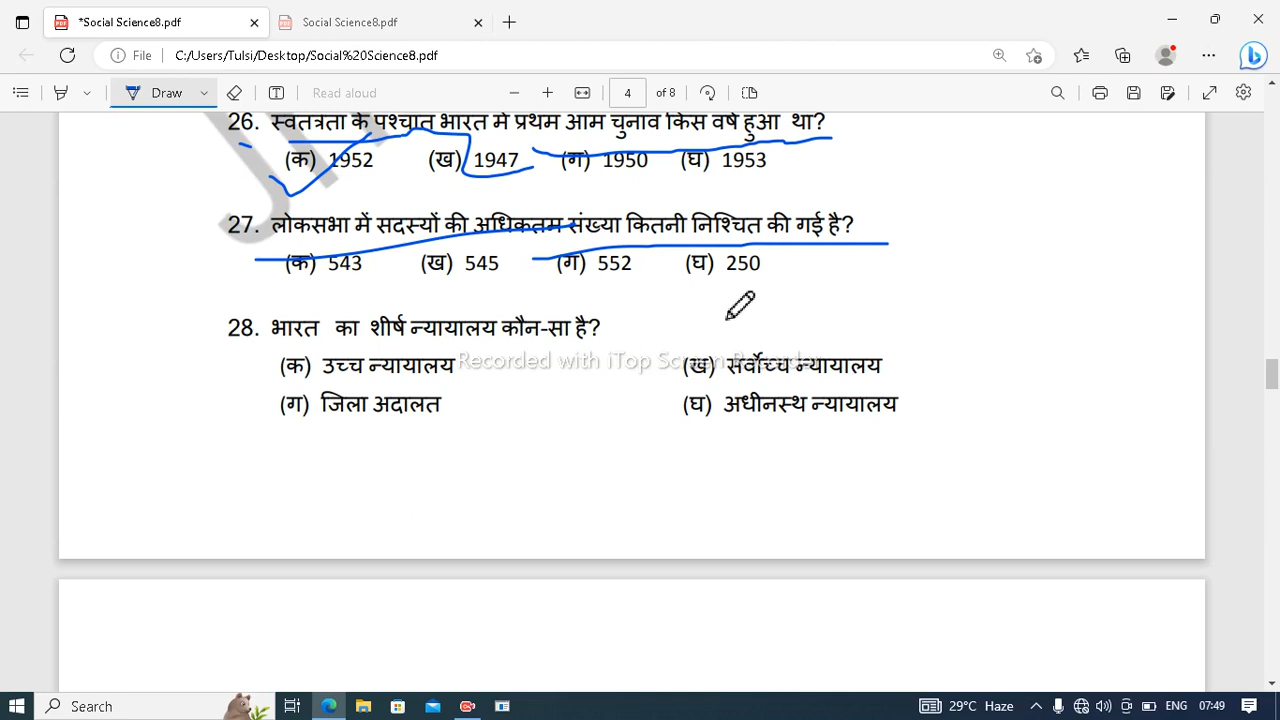 *Social Science8.pdf
Social Science8.pdf
File
C:/Users/Tulsi/Desktop/Social%20Science8.pdf
Draw
Read aloud
4 of 8
26. स्वतंत्रता के पश्चात भारत में प्रथम आम चुनाव किस वर्ष हुआ था?
(क) 1952 (ख) 1947 (ग) 1950 (घ) 1953
27. लोकसभा में सदस्यों की अधिकतम संख्या कितनी निश्चित की गई है?
(क) 543 (ख) 545 (ग) 552 (घ) 250
28. भारत का शीर्ष न्यायालय कौन-सा है?
Recorded with iTop Screen Recorder
(क) उच्च न्यायालय (ख) सर्वोच्च न्यायालय
(ग) जिला अदालत (घ) अधीनस्थ न्यायालय
Search
29°C Haze
ENG
07:49